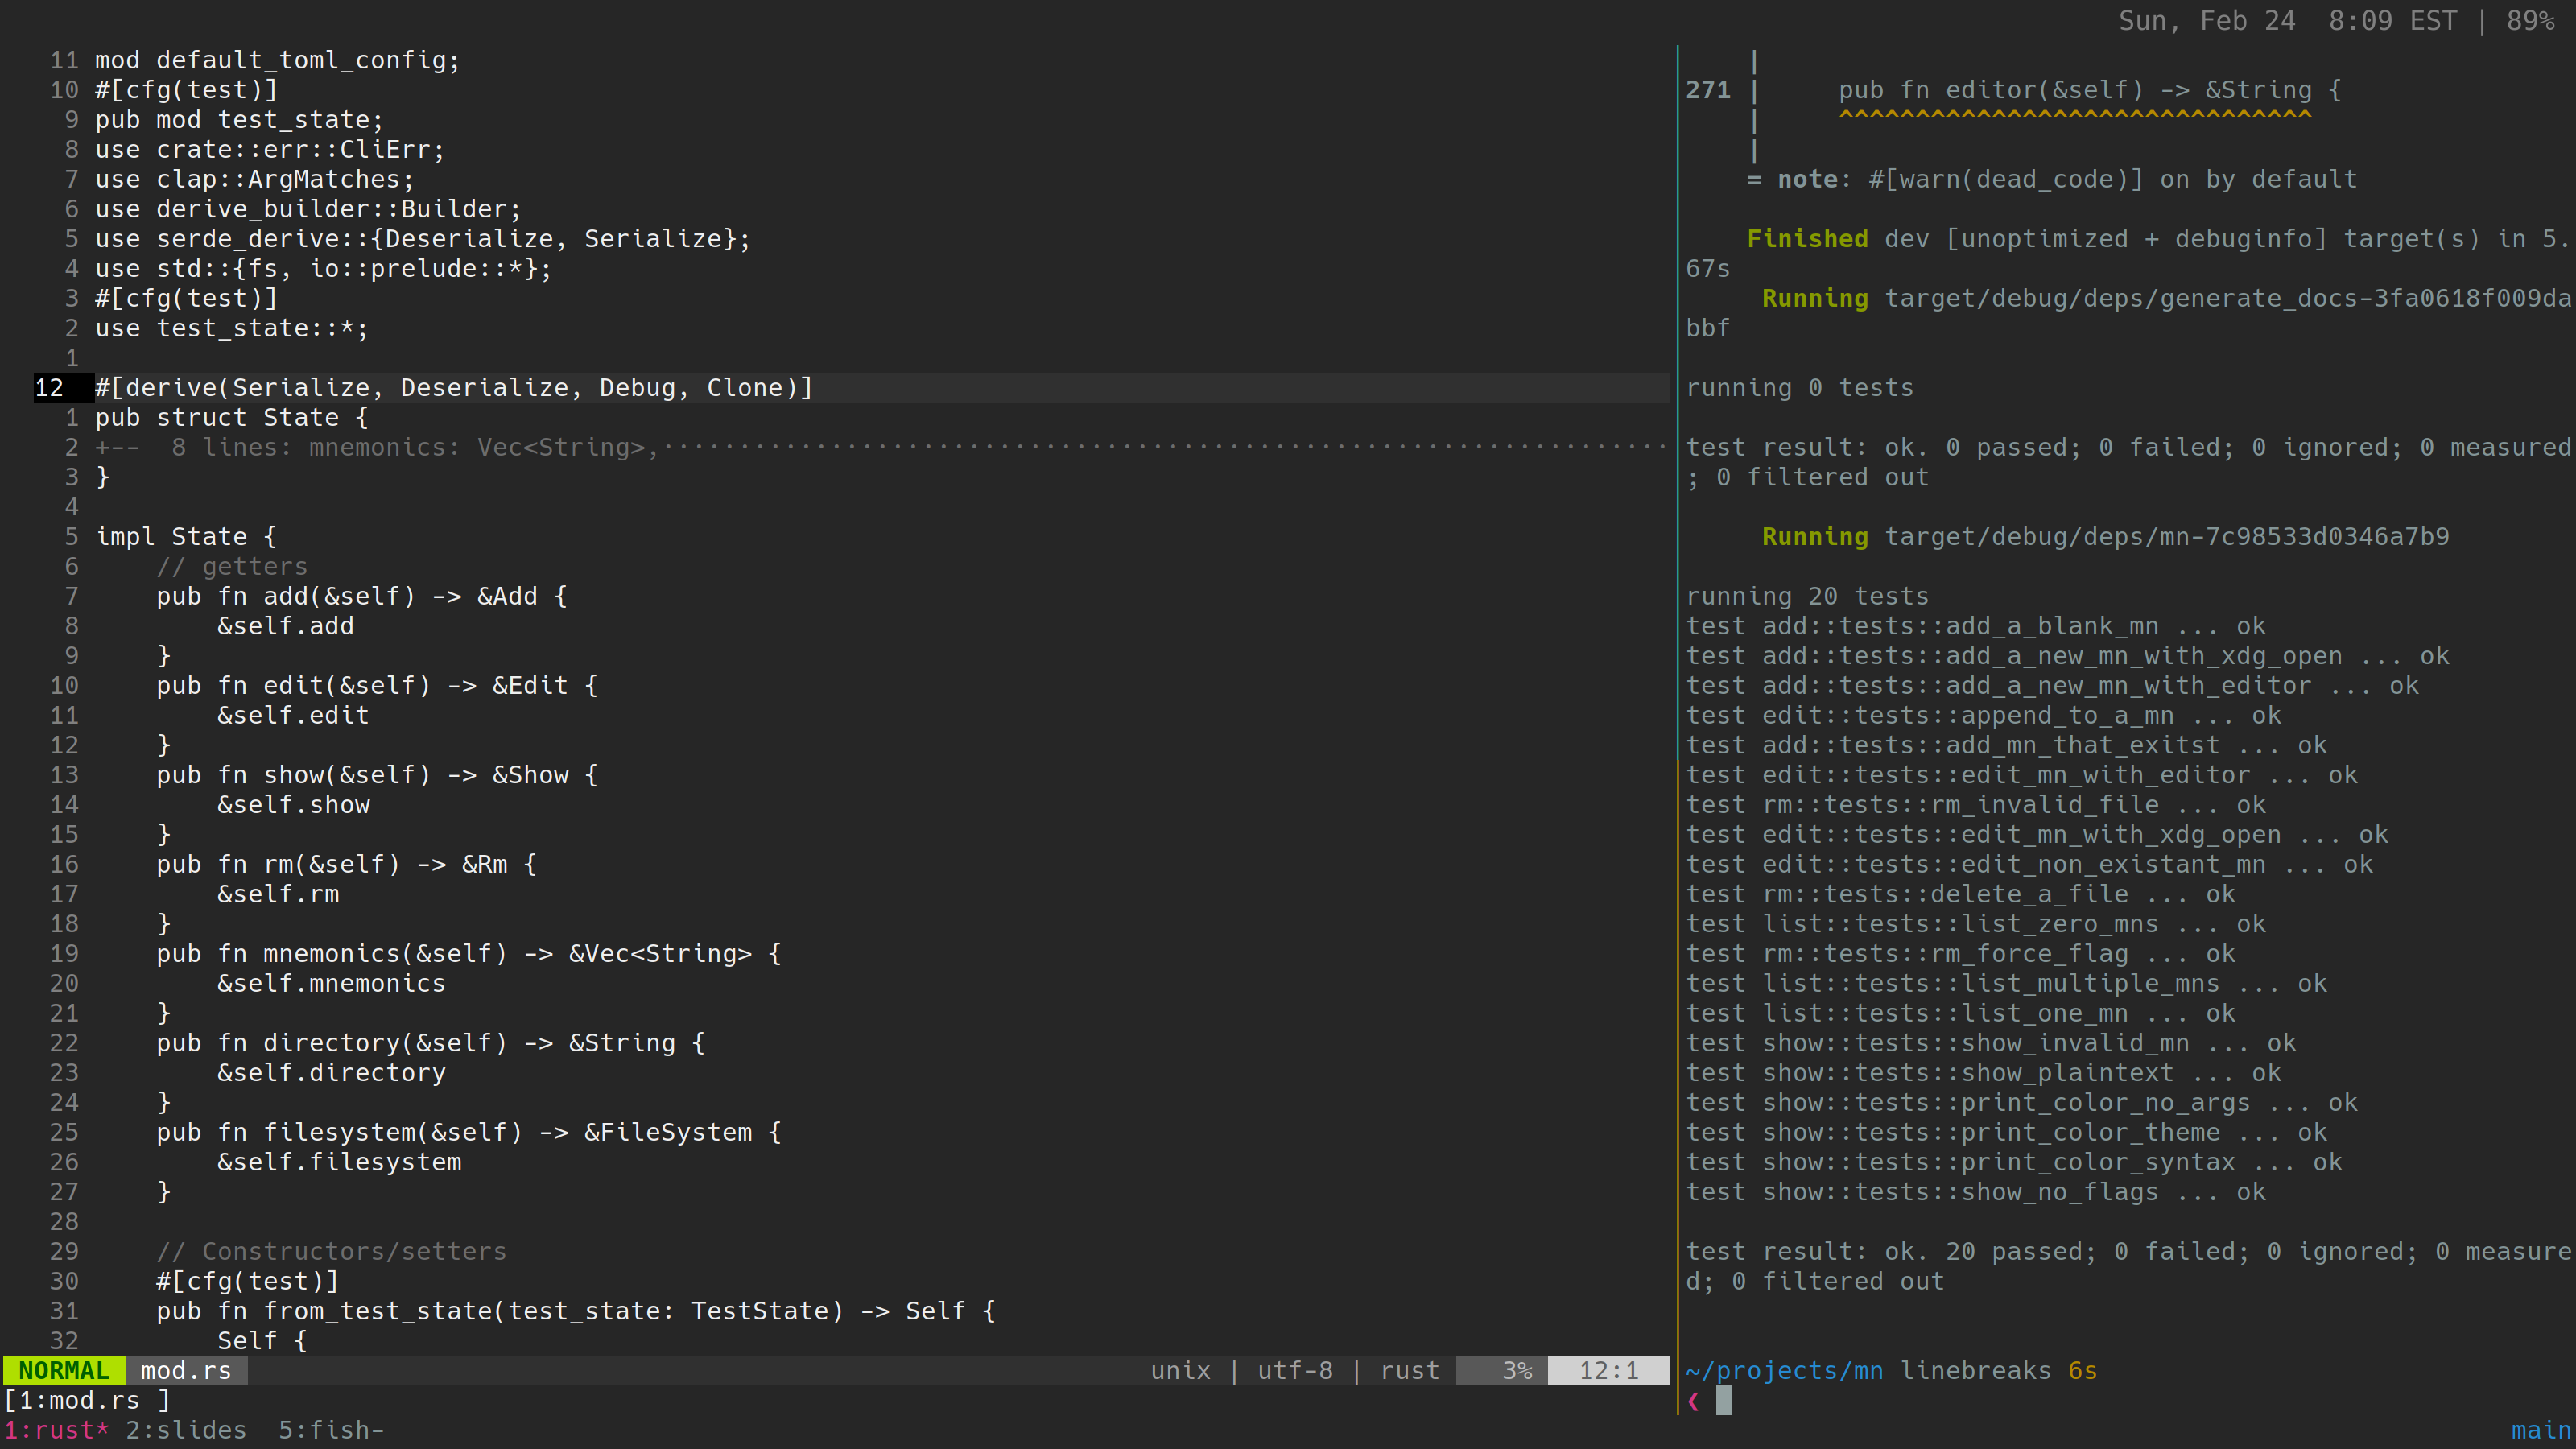 Sun, Feb 24  8:09 EST | 89%
11 mod default_toml_config;
10 #[cfg(test)]
9 pub mod test_state;
8 use crate::err::CliErr;
7 use clap::ArgMatches;
6 use derive_builder::Builder;
5 use serde_derive::{Deserialize, Serialize};
4 use std::{fs, io::prelude::*};
3 #[cfg(test)]
2 use test_state::*;
1
12 #[derive(Serialize, Deserialize, Debug, Clone)]
1 pub struct State {
2 +--  8 lines: mnemonics: Vec<String>,·································································
3 }
4
5 impl State {
6     // getters
7     pub fn add(&self) -> &Add {
8         &self.add
9     }
10     pub fn edit(&self) -> &Edit {
11         &self.edit
12     }
13     pub fn show(&self) -> &Show {
14         &self.show
15     }
16     pub fn rm(&self) -> &Rm {
17         &self.rm
18     }
19     pub fn mnemonics(&self) -> &Vec<String> {
20         &self.mnemonics
21     }
22     pub fn directory(&self) -> &String {
23         &self.directory
24     }
25     pub fn filesystem(&self) -> &FileSystem {
26         &self.filesystem
27     }
28
29     // Constructors/setters
30     #[cfg(test)]
31     pub fn from_test_state(test_state: TestState) -> Self {
32         Self {
NORMAL mod.rs unix | utf-8 | rust 3% 12:1
[1:mod.rs ]
|
271 |     pub fn editor(&self) -> &String {
|     ^^^^^^^^^^^^^^^^^^^^^^^^^^^^^^^
|
= note: #[warn(dead_code)] on by default
Finished dev [unoptimized + debuginfo] target(s) in 5.
67s
Running target/debug/deps/generate_docs-3fa0618f009da
bbf
running 0 tests
test result: ok. 0 passed; 0 failed; 0 ignored; 0 measured
; 0 filtered out
Running target/debug/deps/mn-7c98533d0346a7b9
running 20 tests
test add::tests::add_a_blank_mn ... ok
test add::tests::add_a_new_mn_with_xdg_open ... ok
test add::tests::add_a_new_mn_with_editor ... ok
test edit::tests::append_to_a_mn ... ok
test add::tests::add_mn_that_exitst ... ok
test edit::tests::edit_mn_with_editor ... ok
test rm::tests::rm_invalid_file ... ok
test edit::tests::edit_mn_with_xdg_open ... ok
test edit::tests::edit_non_existant_mn ... ok
test rm::tests::delete_a_file ... ok
test list::tests::list_zero_mns ... ok
test rm::tests::rm_force_flag ... ok
test list::tests::list_multiple_mns ... ok
test list::tests::list_one_mn ... ok
test show::tests::show_invalid_mn ... ok
test show::tests::show_plaintext ... ok
test show::tests::print_color_no_args ... ok
test show::tests::print_color_theme ... ok
test show::tests::print_color_syntax ... ok
test show::tests::show_no_flags ... ok
test result: ok. 20 passed; 0 failed; 0 ignored; 0 measure
d; 0 filtered out
~/projects/mn linebreaks 6s
❮
1:rust* 2:slides  5:fish- main